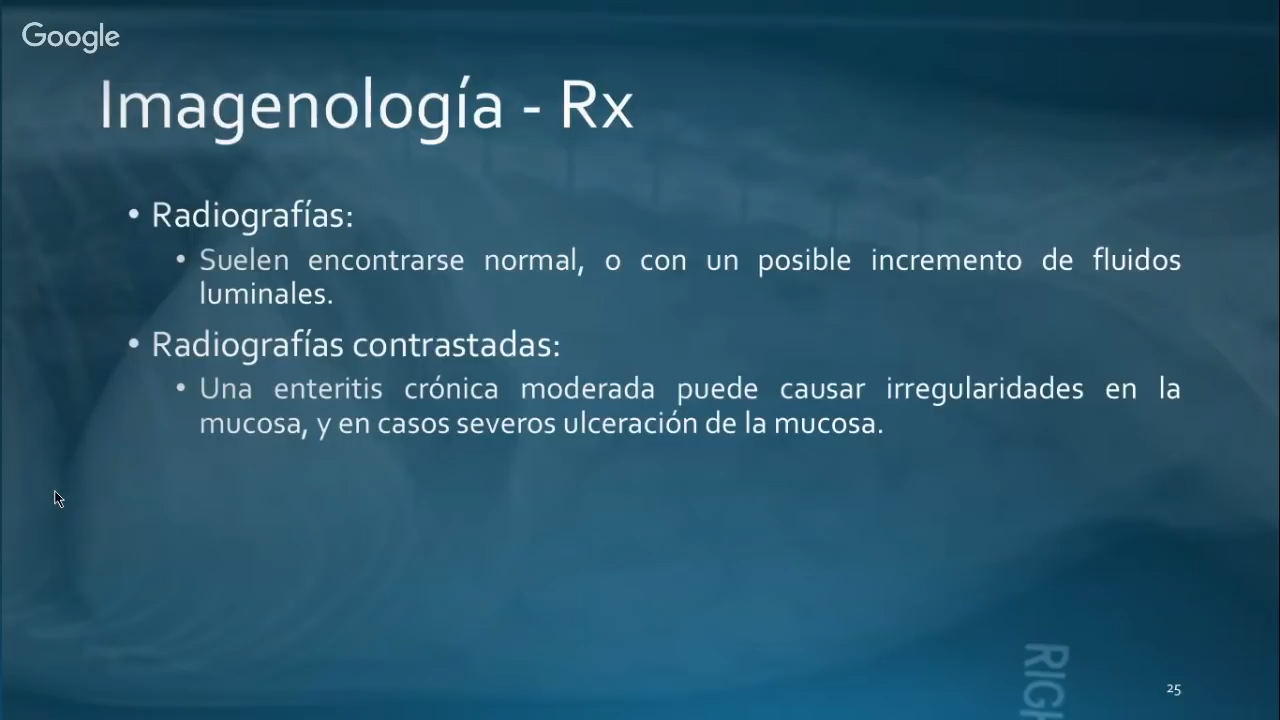 Google
Imagenología - Rx
• Radiografías:
• Suelen encontrarse normal, o con un posible incremento de fluidos
luminales.
• Radiografías contrastadas:
• Una enteritis crónica moderada puede causar irregularidades en la
mucosa, y en casos severos ulceración de la mucosa.
25